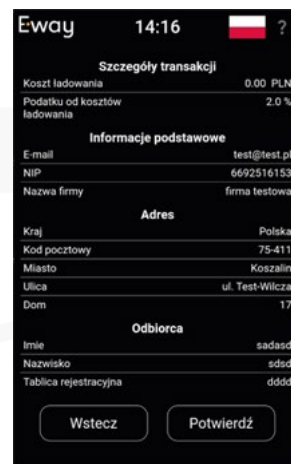 Eway 14:16 ?
Szczegóły transakcji
Koszt ładowania 0.00 PLN
Podatku od kosztów ładowania 2.0 %
Informacje podstawowe
E-mail test@test.pl
NIP 6692516153
Nazwa firmy firma testowa
Adres
Kraj Polska
Kod pocztowy 75-411
Miasto Koszalin
Ulica ul. Test-Wilcza
Dom 17
Odbiorca
Imie sadasd
Nazwisko sdsd
Tablica rejestracyjna dddd
Wstecz Potwierdź